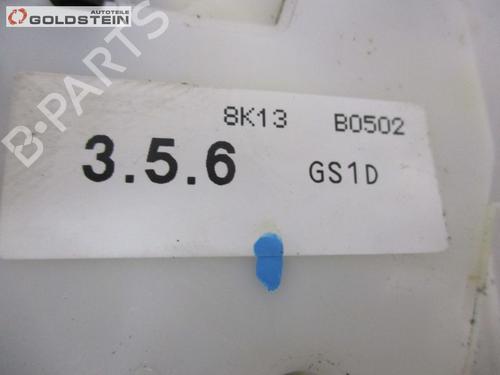 AUTOTEILE
GOLDSTEIN
B-PARTS
8K13 B0502
3.5.6 GS1D